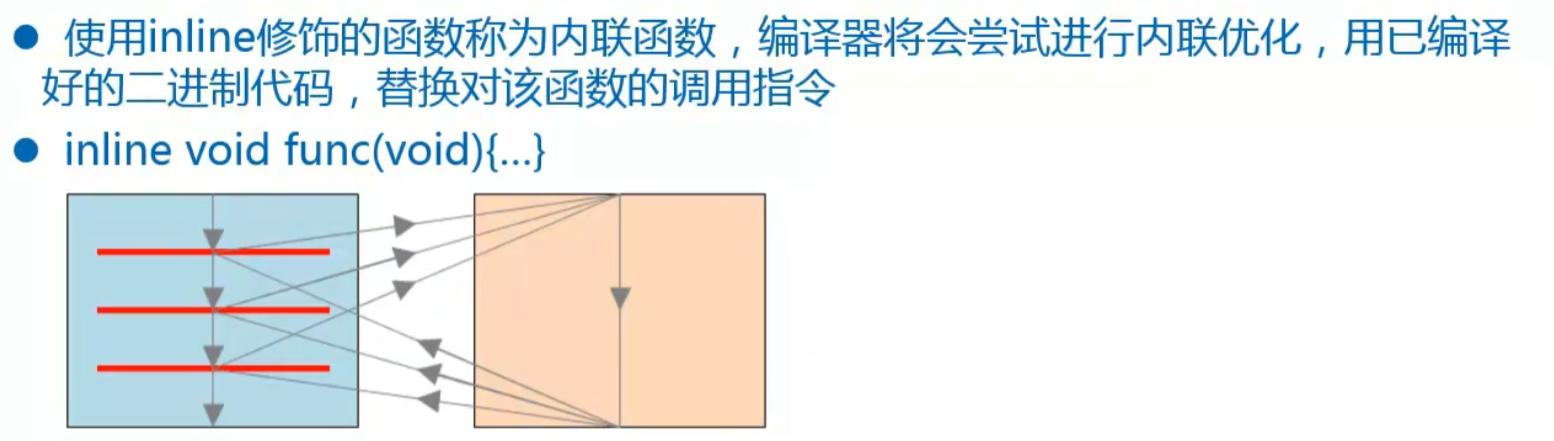 ● 使用inline修饰的函数称为内联函数，编译器将会尝试进行内联优化，用已编译
好的二进制代码，替换对该函数的调用指令
● inline void func(void){...}